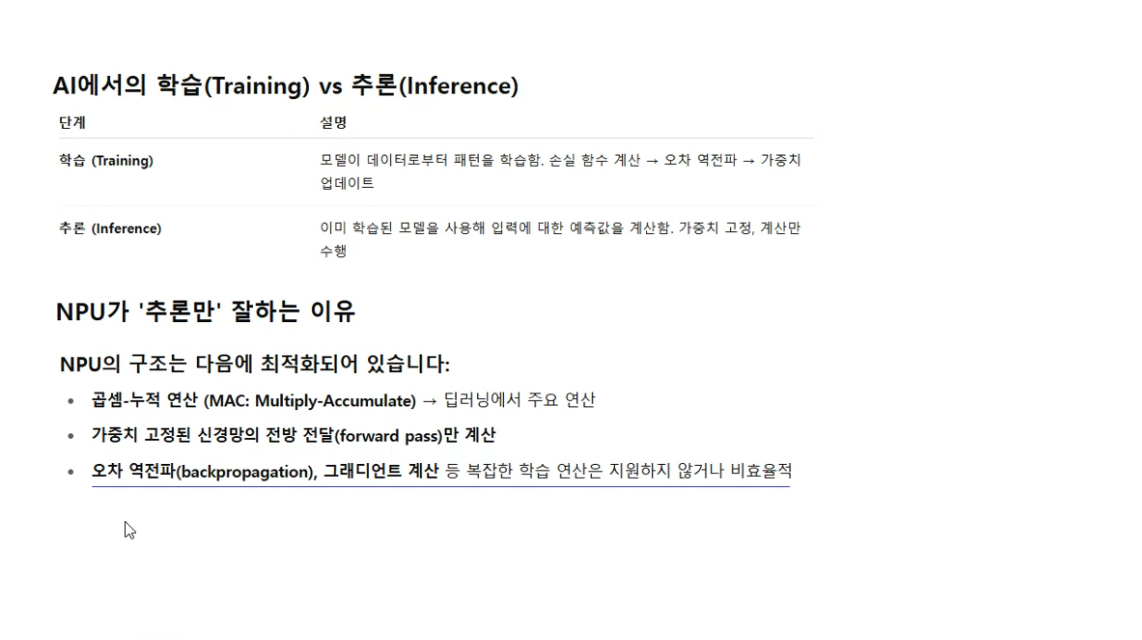 AI에서의 학습(Training) vs 추론(Inference)
단계 설명
학습 (Training) 모델이 데이터로부터 패턴을 학습함. 손실 함수 계산 → 오차 역전파 → 가중치
업데이트
추론 (Inference) 이미 학습된 모델을 사용해 입력에 대한 예측값을 계산함. 가중치 고정, 계산만
수행
NPU가 '추론만' 잘하는 이유
NPU의 구조는 다음에 최적화되어 있습니다:
• 곱셈-누적 연산 (MAC: Multiply-Accumulate) → 딥러닝에서 주요 연산
• 가중치 고정된 신경망의 전방 전달(forward pass)만 계산
• 오차 역전파(backpropagation), 그래디언트 계산 등 복잡한 학습 연산은 지원하지 않거나 비효율적